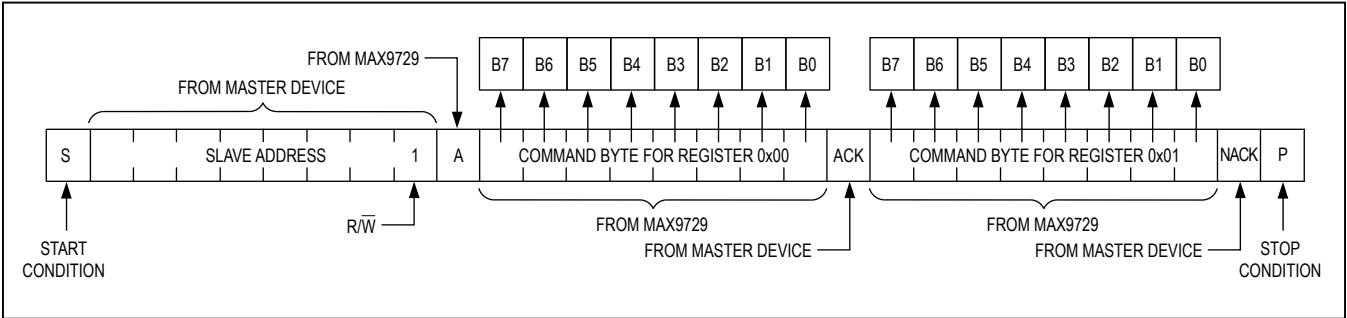 FROM MAX9729
B7 B6 B5 B4 B3 B2 B1 B0
B7 B6 B5 B4 B3 B2 B1 B0
FROM MASTER DEVICE
S SLAVE ADDRESS 1 A COMMAND BYTE FOR REGISTER 0x00 ACK COMMAND BYTE FOR REGISTER 0x01 NACK P
START
CONDITION
R/W̅
FROM MAX9729
FROM MASTER DEVICE
FROM MAX9729
FROM MASTER DEVICE
STOP
CONDITION